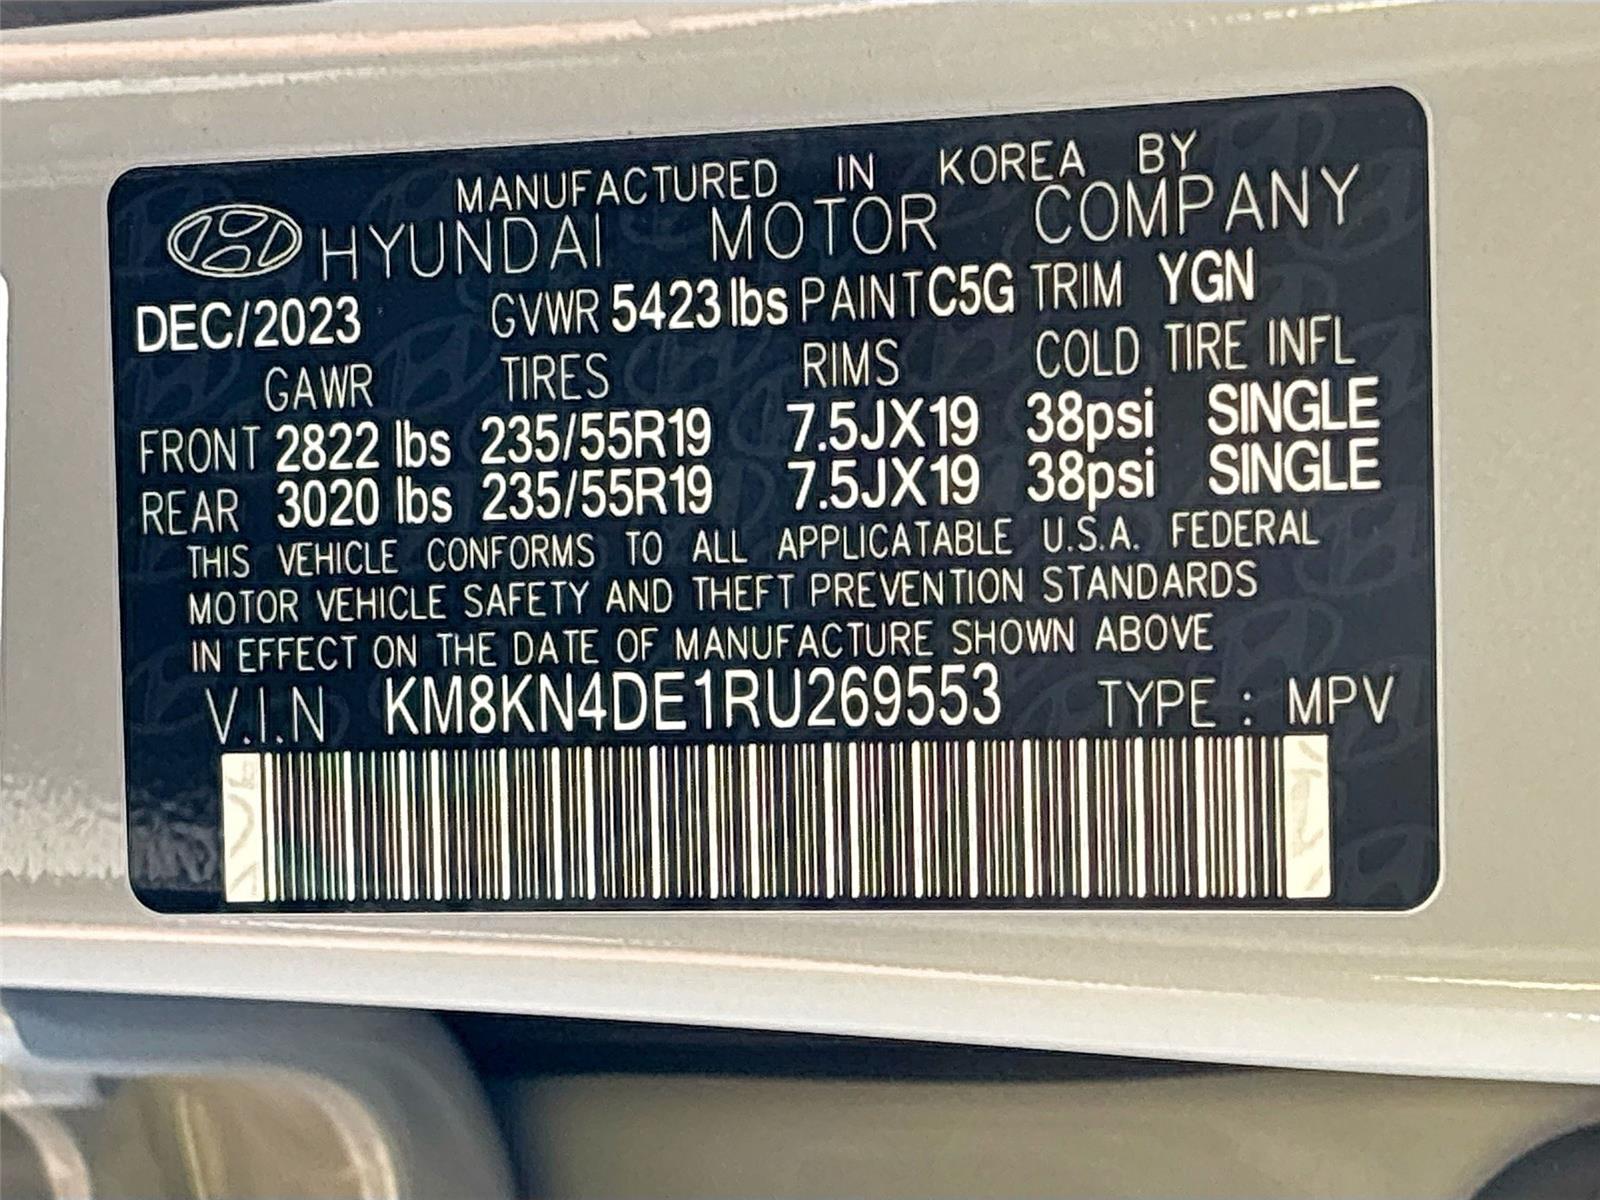 MANUFACTURED IN KOREA BY
HYUNDAI MOTOR COMPANY
DEC/2023 GVWR 5423 lbs PAINT C5G TRIM YGN
GAWR TIRES RIMS COLD TIRE INFL
FRONT 2822 lbs 235/55R19 7.5JX19 38psi SINGLE
REAR 3020 lbs 235/55R19 7.5JX19 38psi SINGLE
THIS VEHICLE CONFORMS TO ALL APPLICATABLE U.S.A. FEDERAL
MOTOR VEHICLE SAFETY AND THEFT PREVENTION STANDARDS
IN EFFECT ON THE DATE OF MANUFACTURE SHOWN ABOVE
V.I.N KM8KN4DE1RU269553 TYPE : MPV